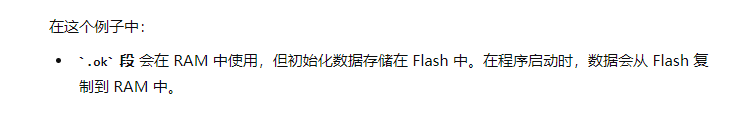 在这个例子中：
• `.ok` 段 会在 RAM 中使用，但初始化数据存储在 Flash 中。在程序启动时，数据会从 Flash 复
制到 RAM 中。